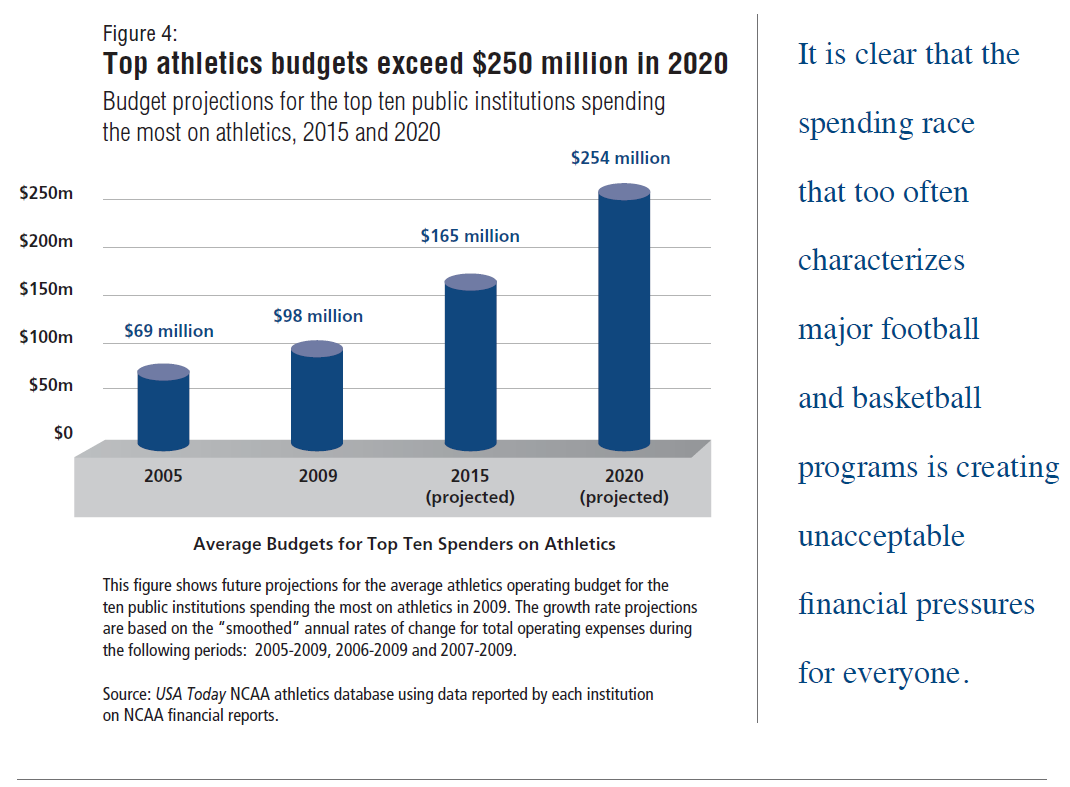 Figure 4:
Top athletics budgets exceed $250 million in 2020
Budget projections for the top ten public institutions spending
the most on athletics, 2015 and 2020
$254 million
$250m
$200m
$165 million
$150m
$98 million
$69 million
$100m
$50m
$0
2005
2009
2015
(projected)
2020
(projected)
Average Budgets for Top Ten Spenders on Athletics
This figure shows future projections for the average athletics operating budget for the
ten public institutions spending the most on athletics in 2009. The growth rate projections
are based on the “smoothed” annual rates of change for total operating expenses during
the following periods: 2005-2009, 2006-2009 and 2007-2009.
Source: USA Today NCAA athletics database using data reported by each institution
on NCAA financial reports.
It is clear that the
spending race
that too often
characterizes
major football
and basketball
programs is creating
unacceptable
financial pressures
for everyone.